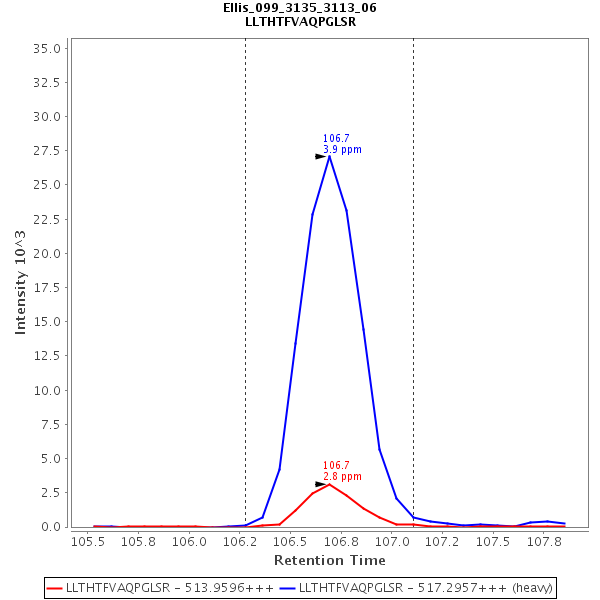 Ellis_099_3135_3113_06
LLTHTFVAQPGLSR
35.0
32.5
30.0
27.5
25.0
22.5
20.0
17.5
15.0
12.5
10.0
7.5
5.0
2.5
0.0
Intensity 10^3
106.7
3.9 ppm
106.7
2.8 ppm
105.5 105.8 106.0 106.2 106.5 106.8 107.0 107.2 107.5 107.8
Retention Time
LLTHTFVAQPGLSR - 513.9596+++ LLTHTFVAQPGLSR - 517.2957+++ (heavy)